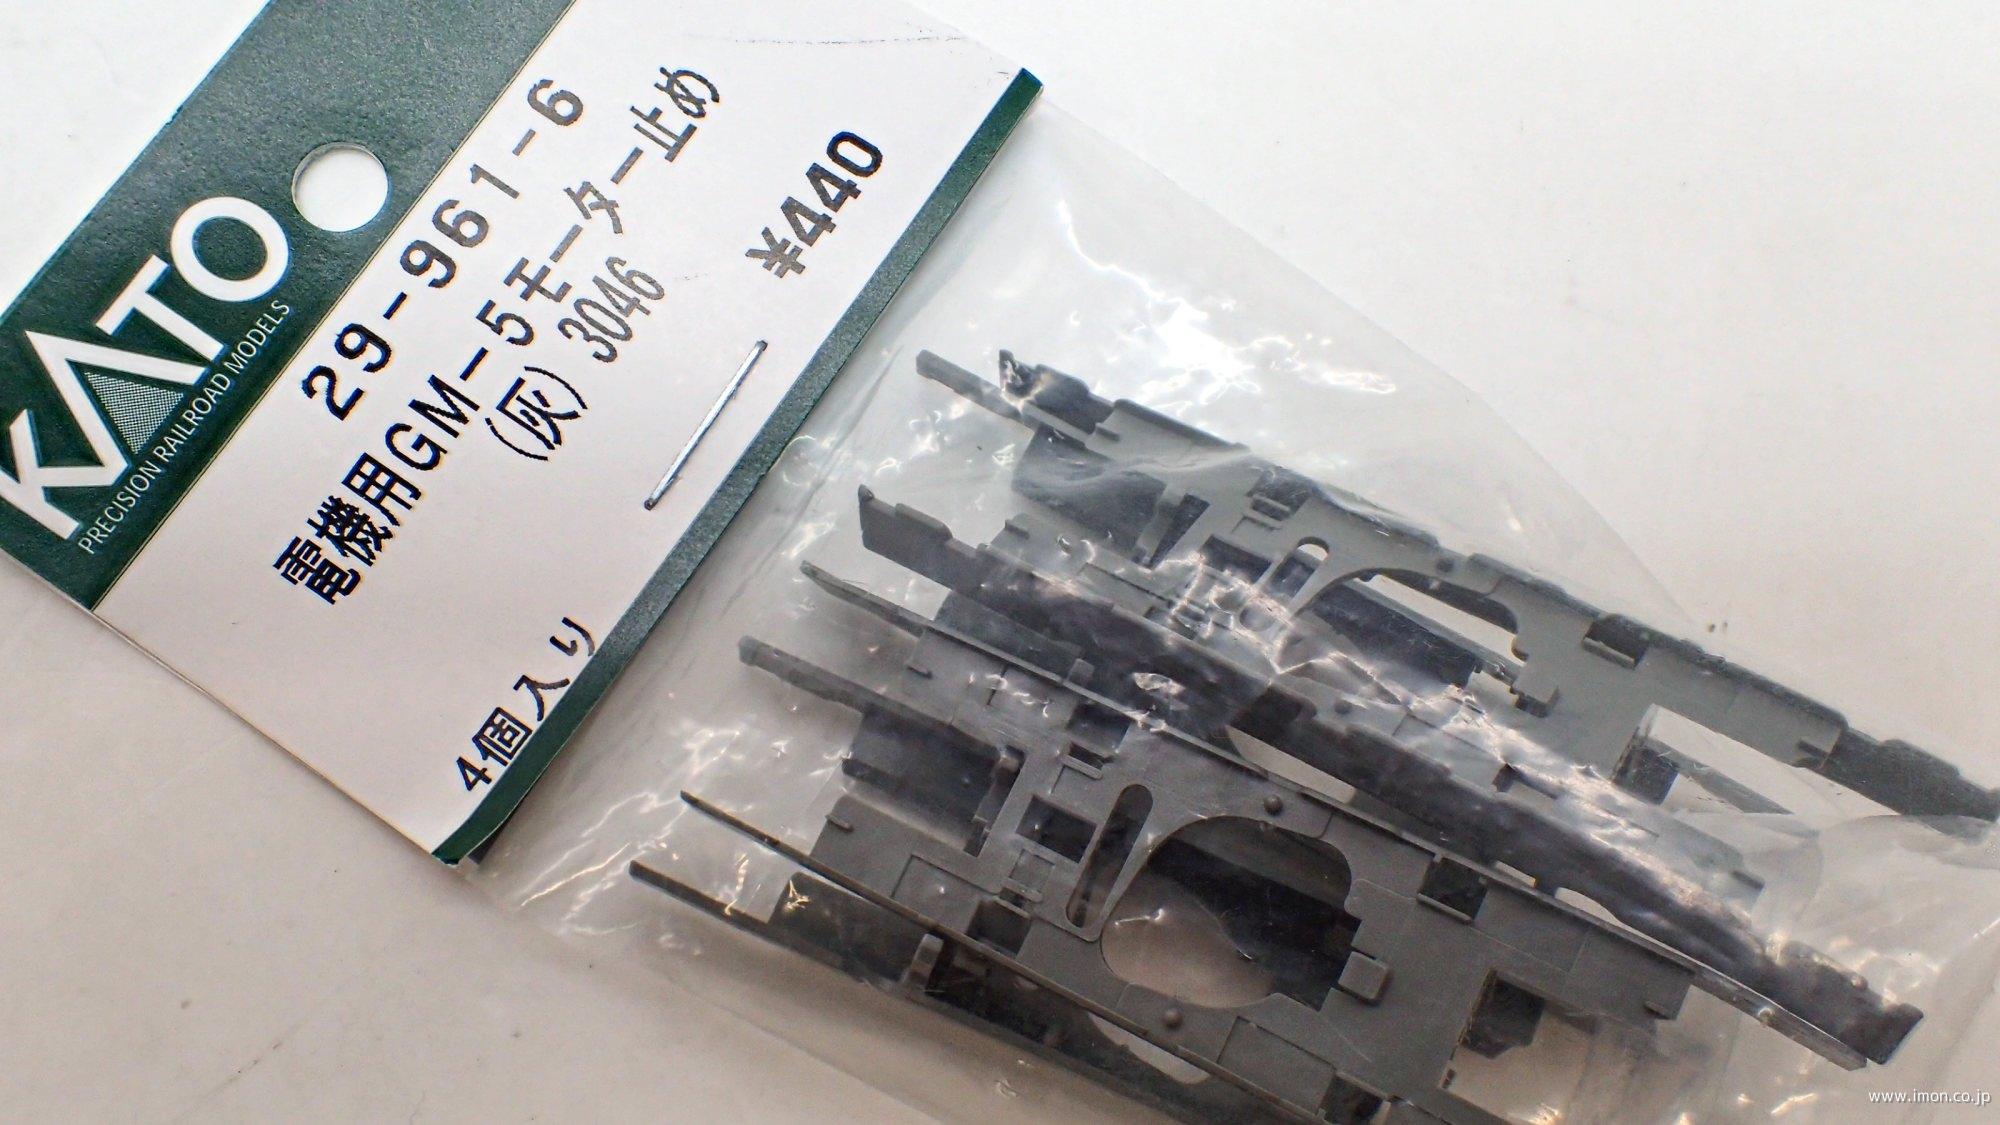 KATO
PRECISION RAILROAD MODELS
29-961-6
電機用GM-5モーター止め
(灰) 3046
¥440
4個入り
www.imon.co.jp